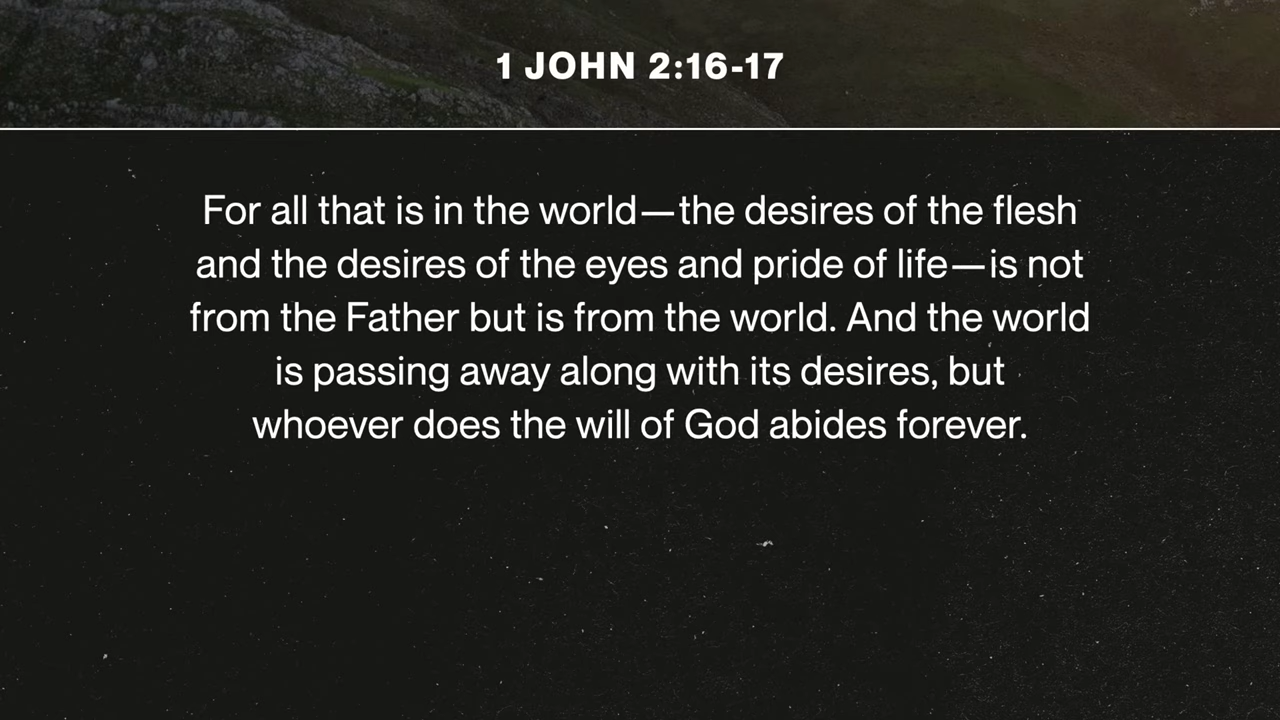 1 JOHN 2:16-17
For all that is in the world—the desires of the flesh
and the desires of the eyes and pride of life—is not
from the Father but is from the world. And the world
is passing away along with its desires, but
whoever does the will of God abides forever.